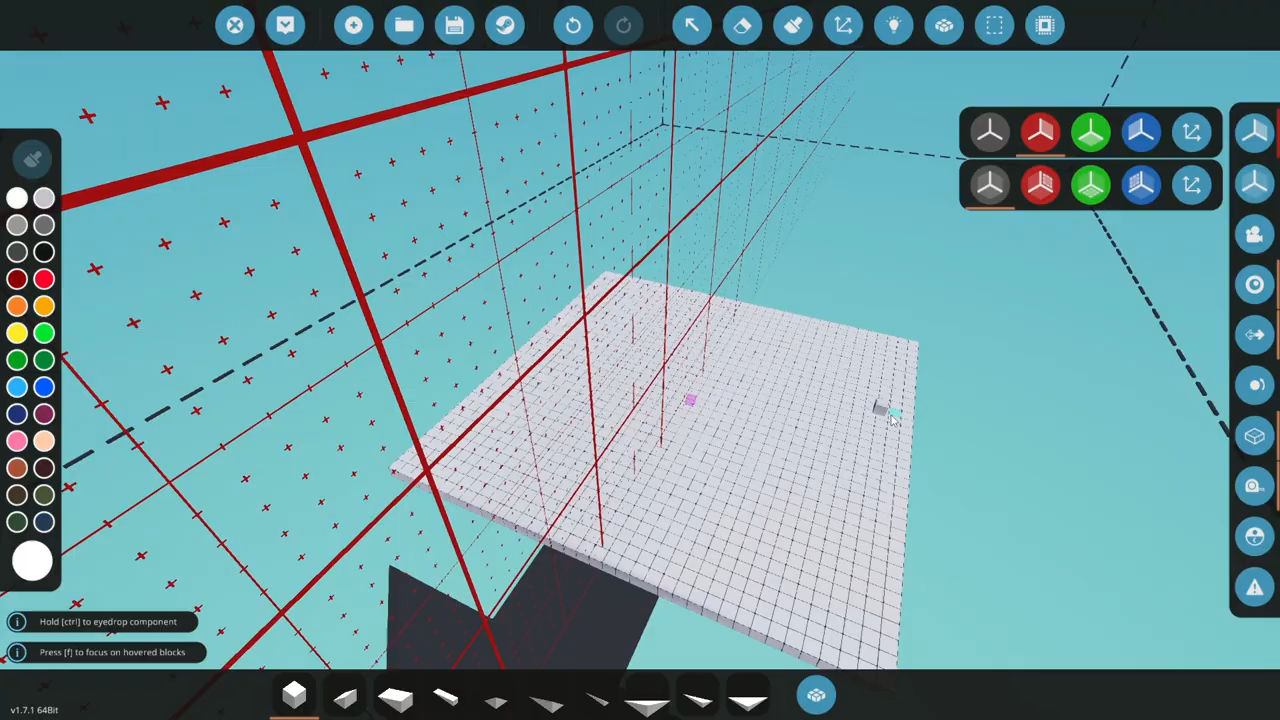 Hold [ctrl] to eyedrop component
Press [f] to focus on hovered blocks
v1.7.1 64Bit